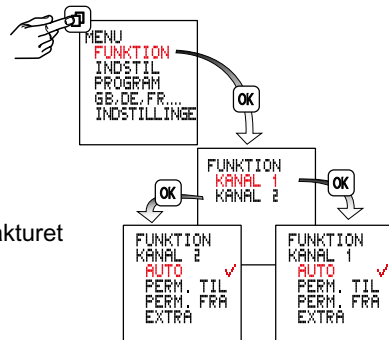 MENU
FUNKTION
INDSTIL
PROGRAM
GB,DE,FR....
INDSTILLINGE
OK
FUNKTION
KANAL 1
KANAL 2
OK
OK
akturet
FUNKTION
KANAL 2
AUTO ✓
PERM. TIL
PERM. FRA
EXTRA
FUNKTION
KANAL 1
AUTO ✓
PERM. TIL
PERM. FRA
EXTRA